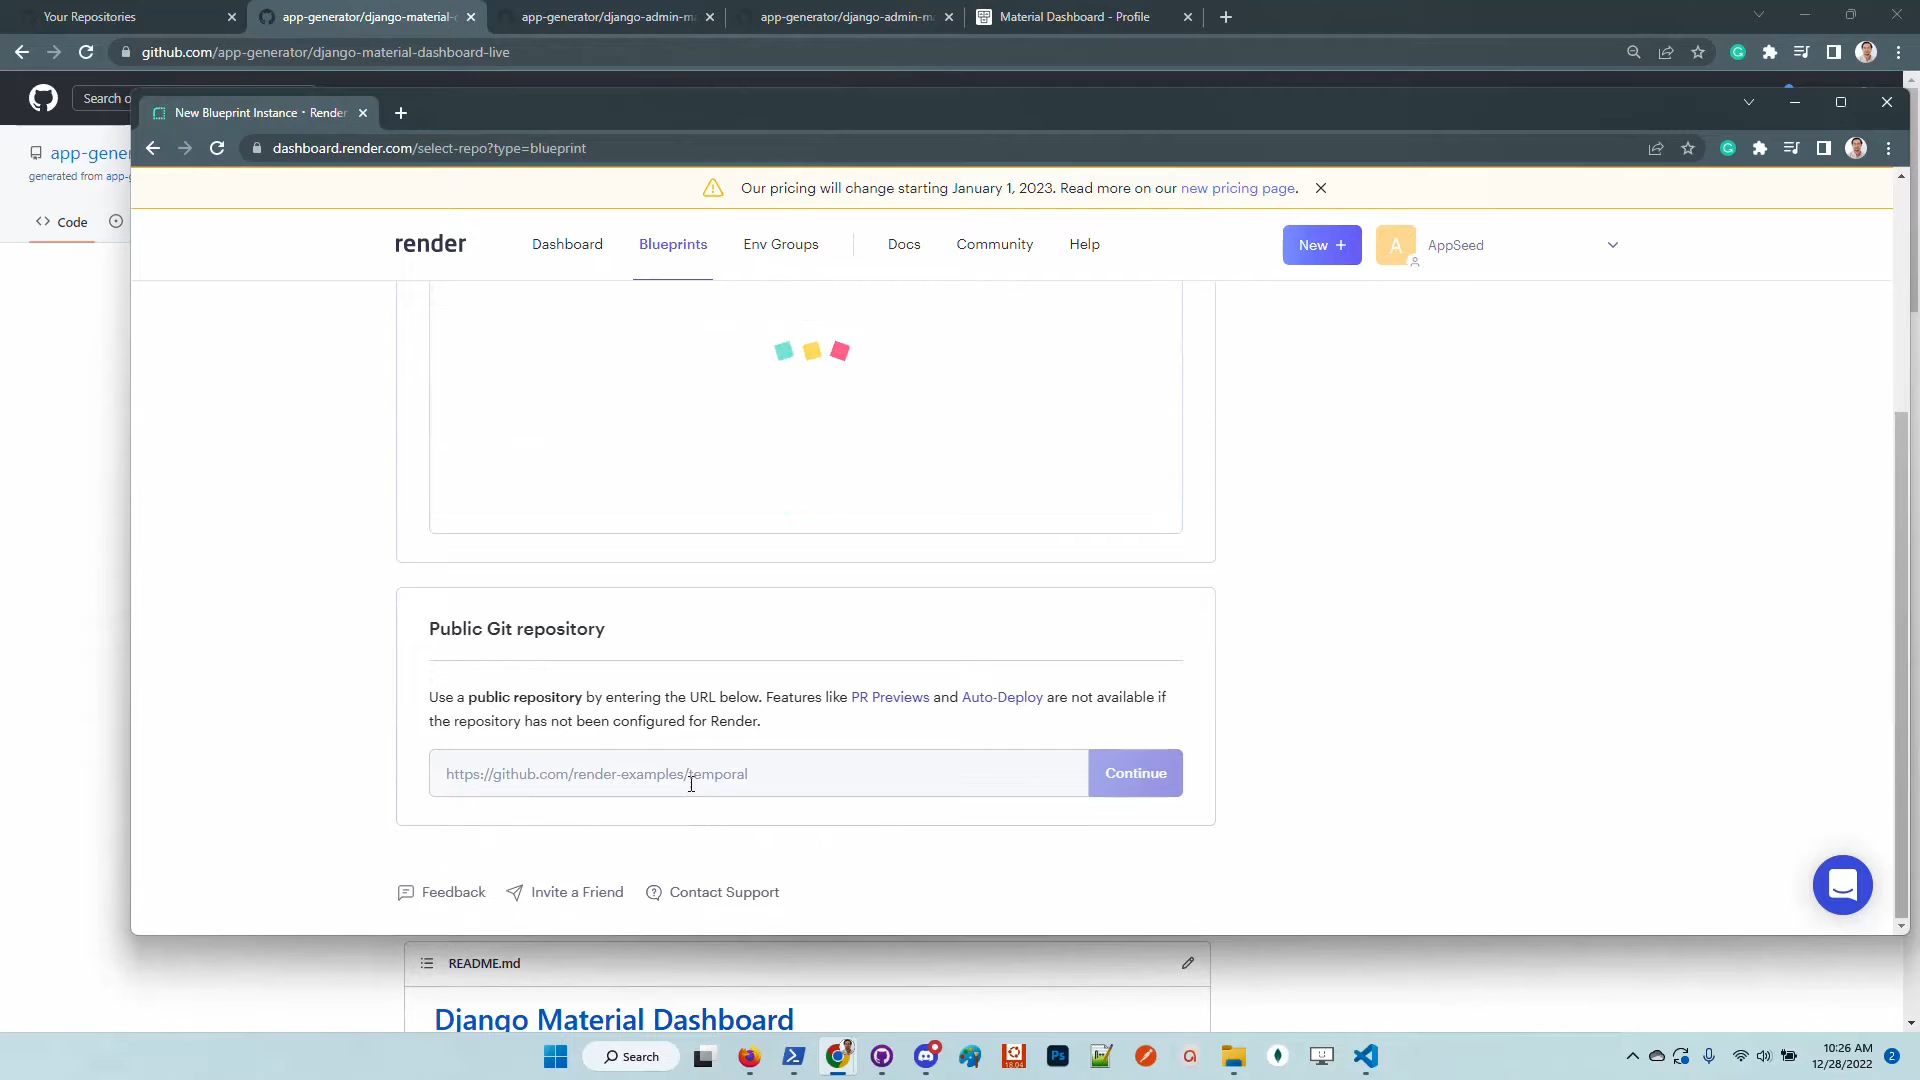 Your Repositories
app-generator/django-material-
app-generator/django-admin-m
app-generator/django-admin-m
Material Dashboard - Profile
github.com/app-generator/django-material-dashboard-live
Search o
New Blueprint Instance · Render
dashboard.render.com/select-repo?type=blueprint
app-gener
generated from app-g
Code
Our pricing will change starting January 1, 2023. Read more on our new pricing page.
render
Dashboard
Blueprints
Env Groups
Docs
Community
Help
New +
A
AppSeed
Public Git repository
Use a public repository by entering the URL below. Features like PR Previews and Auto-Deploy are not available if
the repository has not been configured for Render.
https://github.com/render-examples/temporal
Continue
Feedback
Invite a Friend
Contact Support
README.md
Django Material Dashboard
Search
Ps
18.04
10:26 AM
12/28/2022
2